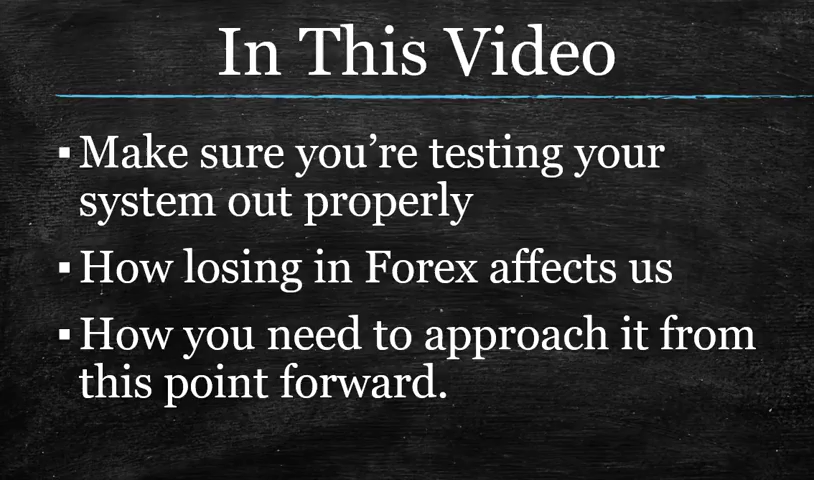 In This Video
▪ Make sure you’re testing your
system out properly
▪ How losing in Forex affects us
▪ How you need to approach it from
this point forward.